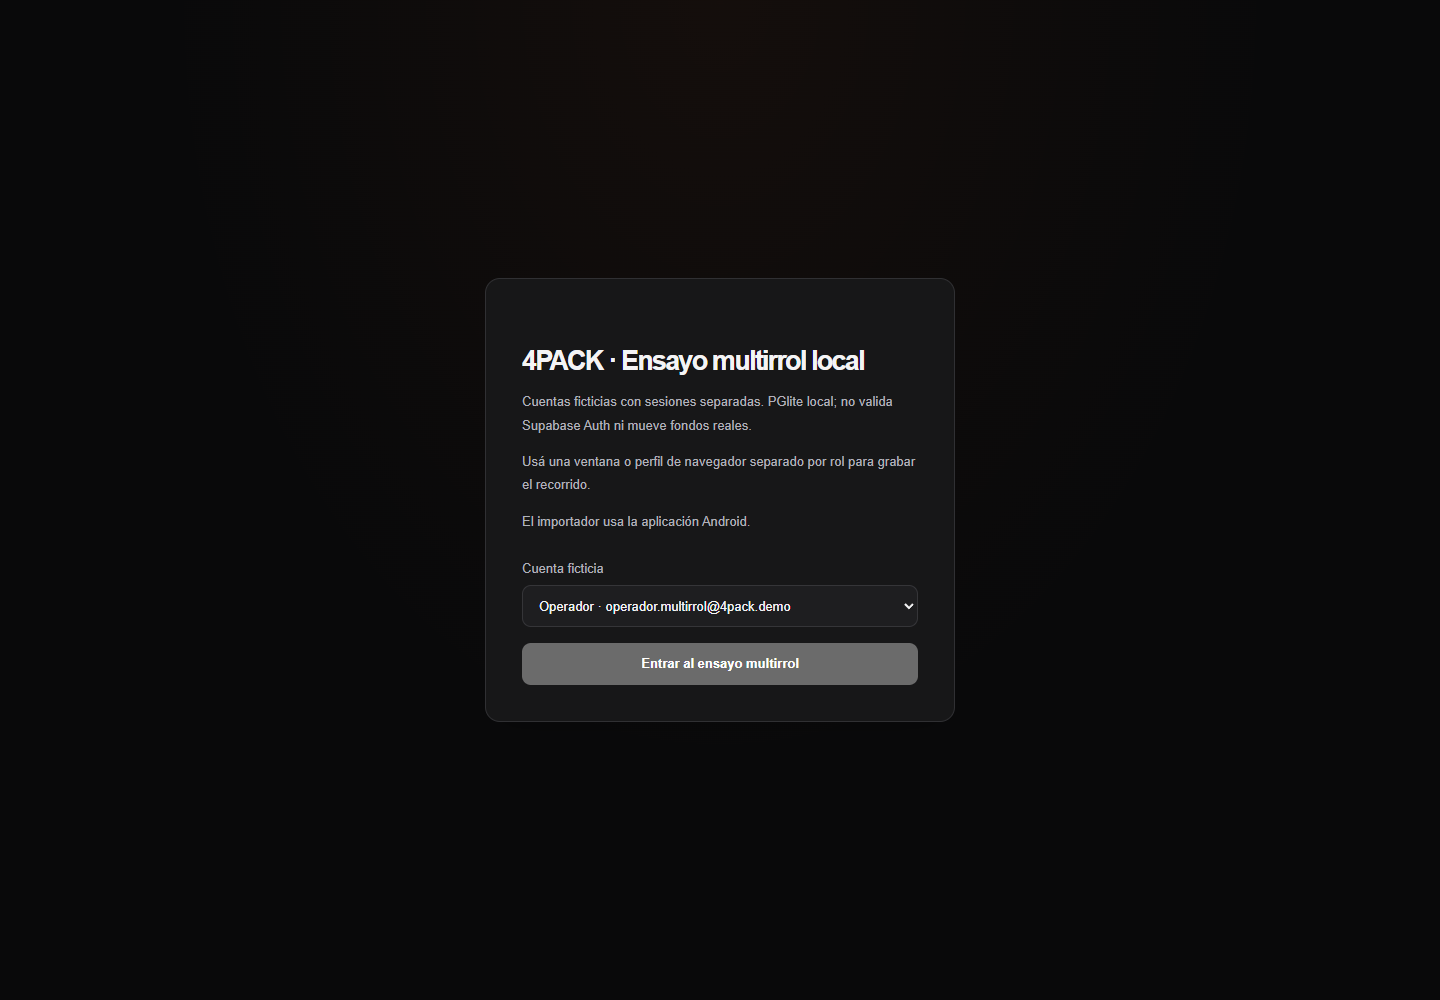 4PACK · Ensayo multirrol local
Cuentas ficticias con sesiones separadas. PGlite local; no valida
Supabase Auth ni mueve fondos reales.
Usá una ventana o perfil de navegador separado por rol para grabar
el recorrido.
El importador usa la aplicación Android.
Cuenta ficticia
Operador · operador.multirrol@4pack.demo
Entrar al ensayo multirrol